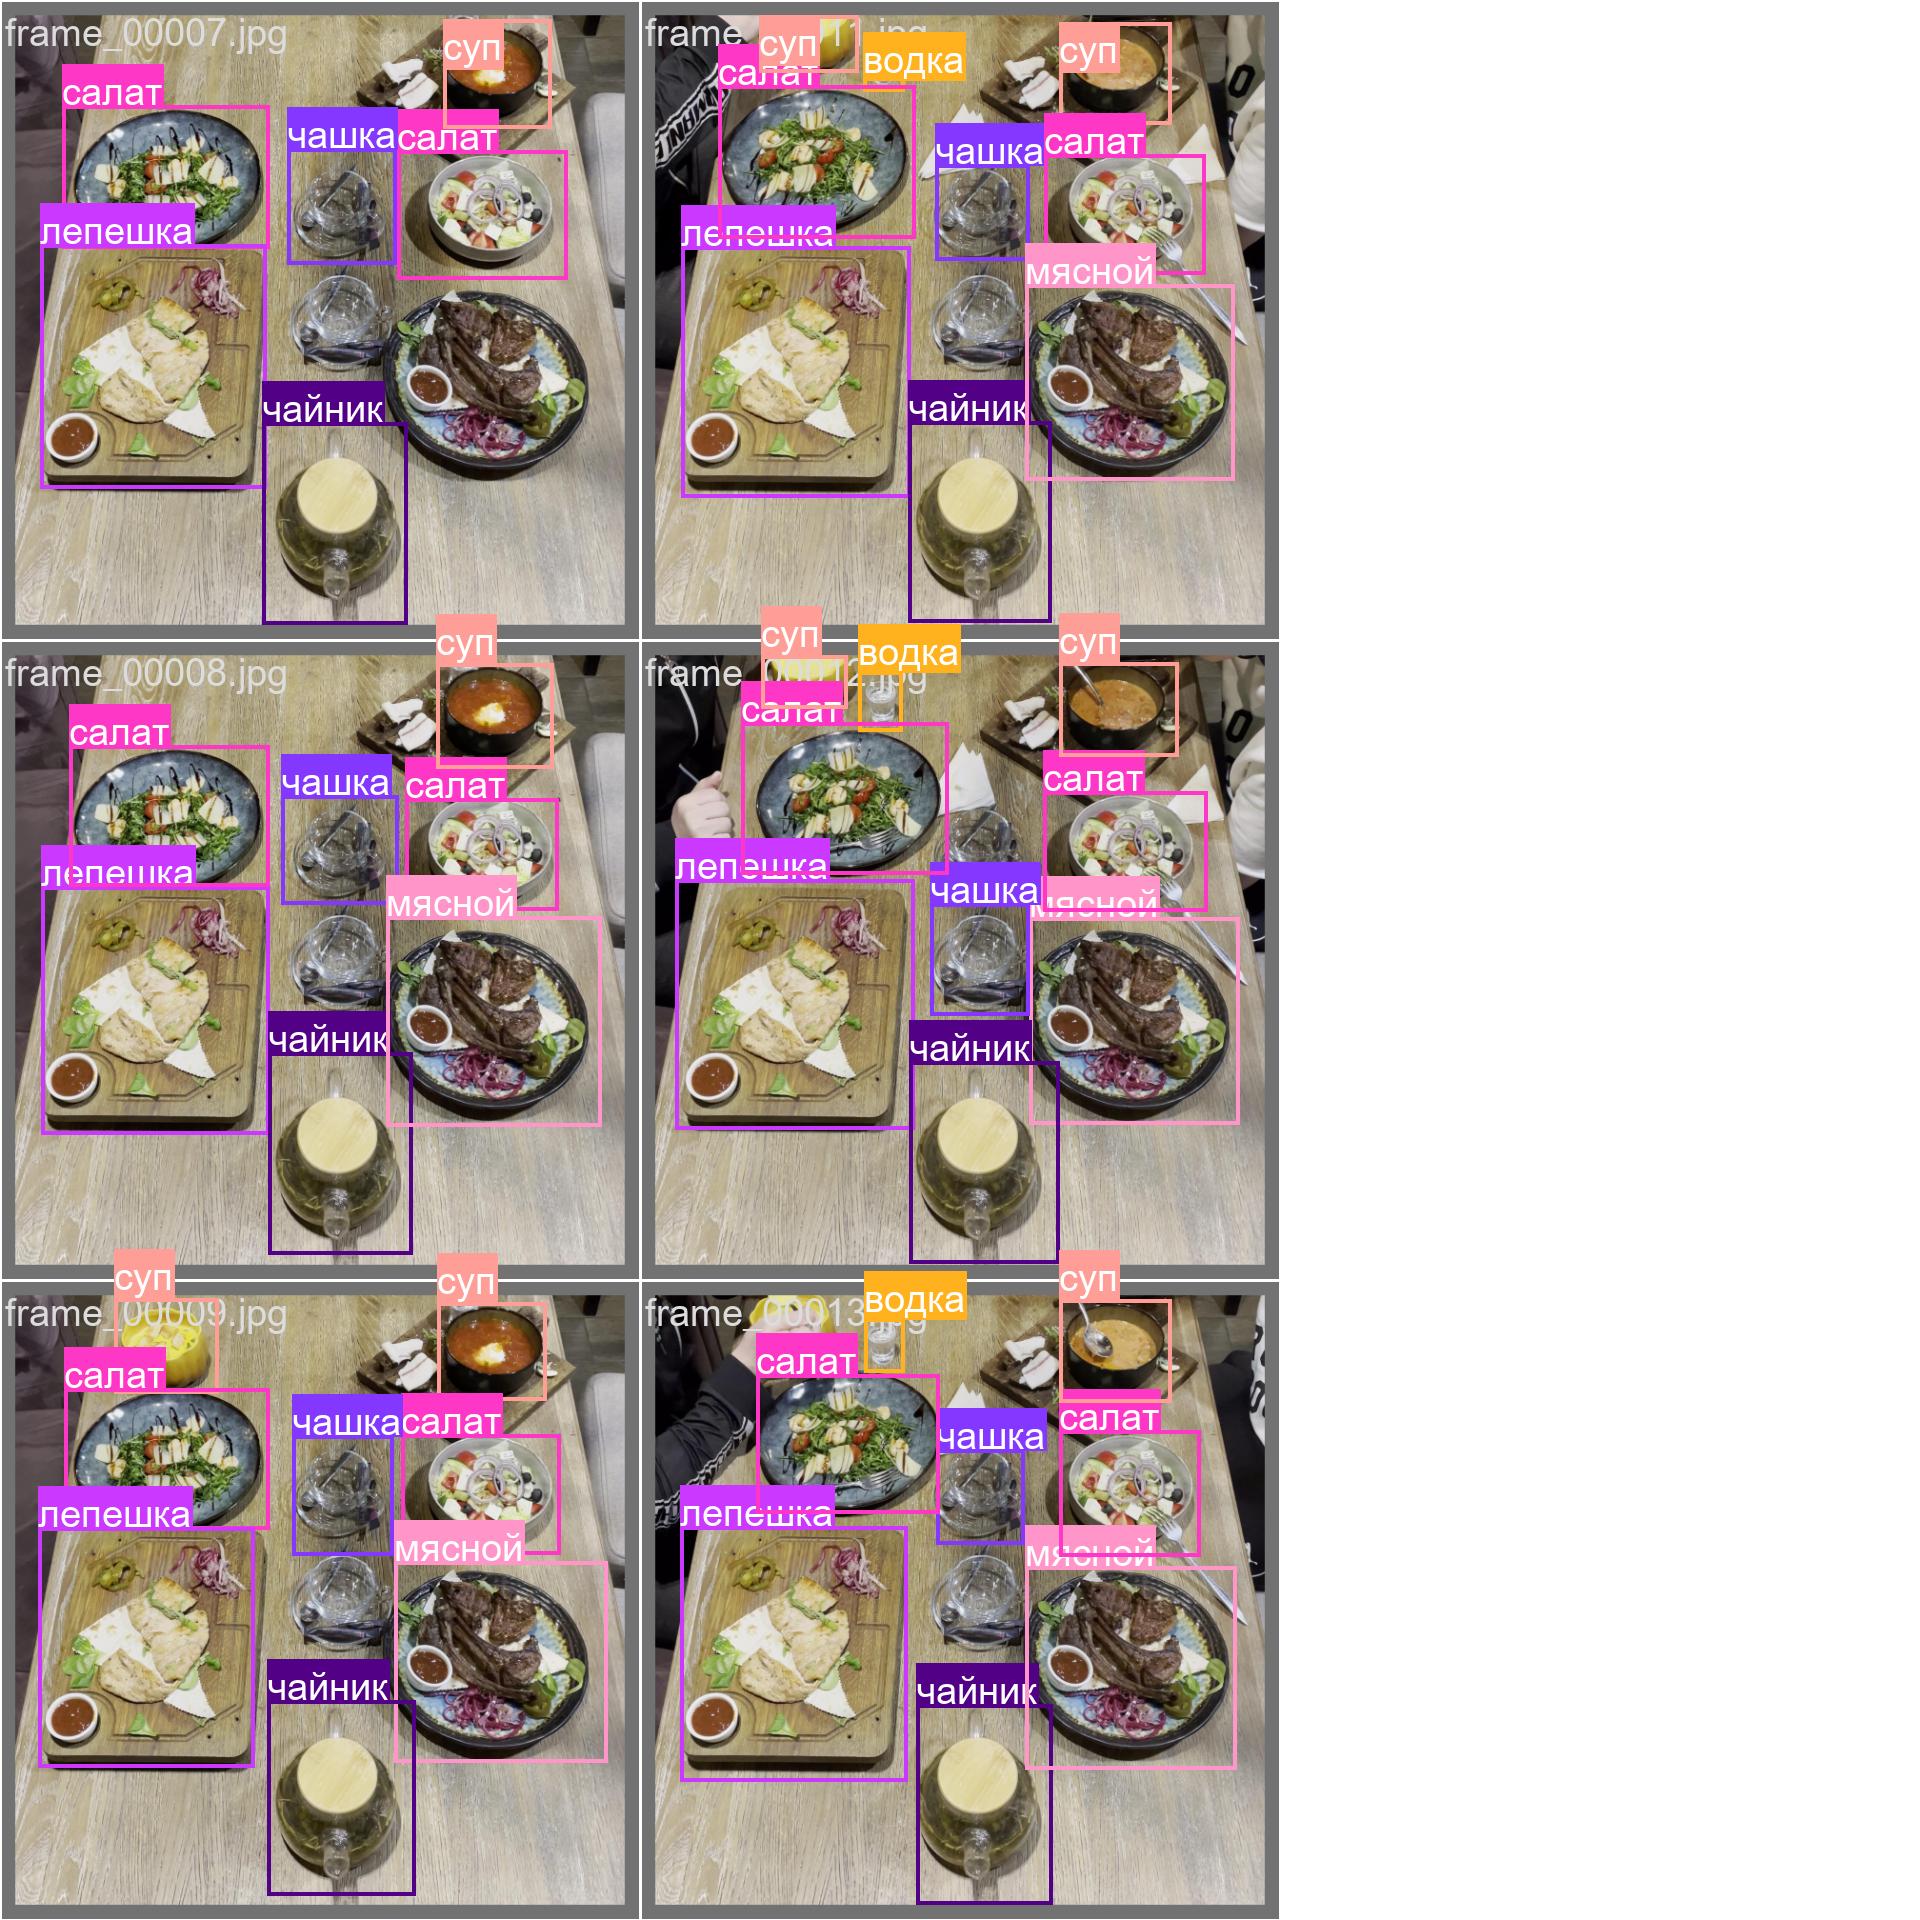 frame_00007.jpg
суп
салат
чашка
салат
лепешка
чайник
суп
водка
суп
салат
чашка
салат
лепешка
мясной
чайник
frame_00008.jpg
суп
салат
чашка
салат
лепешка
мясной
чайник
суп
водка
суп
салат
салат
лепешка
чашка
мясной
чайник
frame_00009.jpg
суп
суп
салат
чашка
салат
лепешка
мясной
чайник
frame_00013.jpg
водка
суп
салат
чашка
салат
лепешка
мясной
чайник